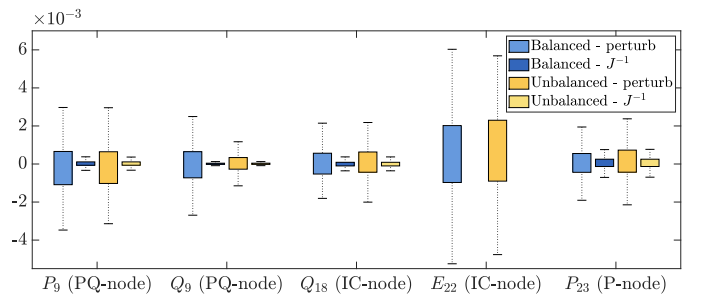 ×10⁻³
6
4
2
0
-2
-4
Balanced - perturb
Balanced - J⁻¹
Unbalanced - perturb
Unbalanced - J⁻¹
P₉ (PQ-node) Q₉ (PQ-node) Q₁₈ (IC-node) E₂₂ (IC-node) P₂₃ (P-node)